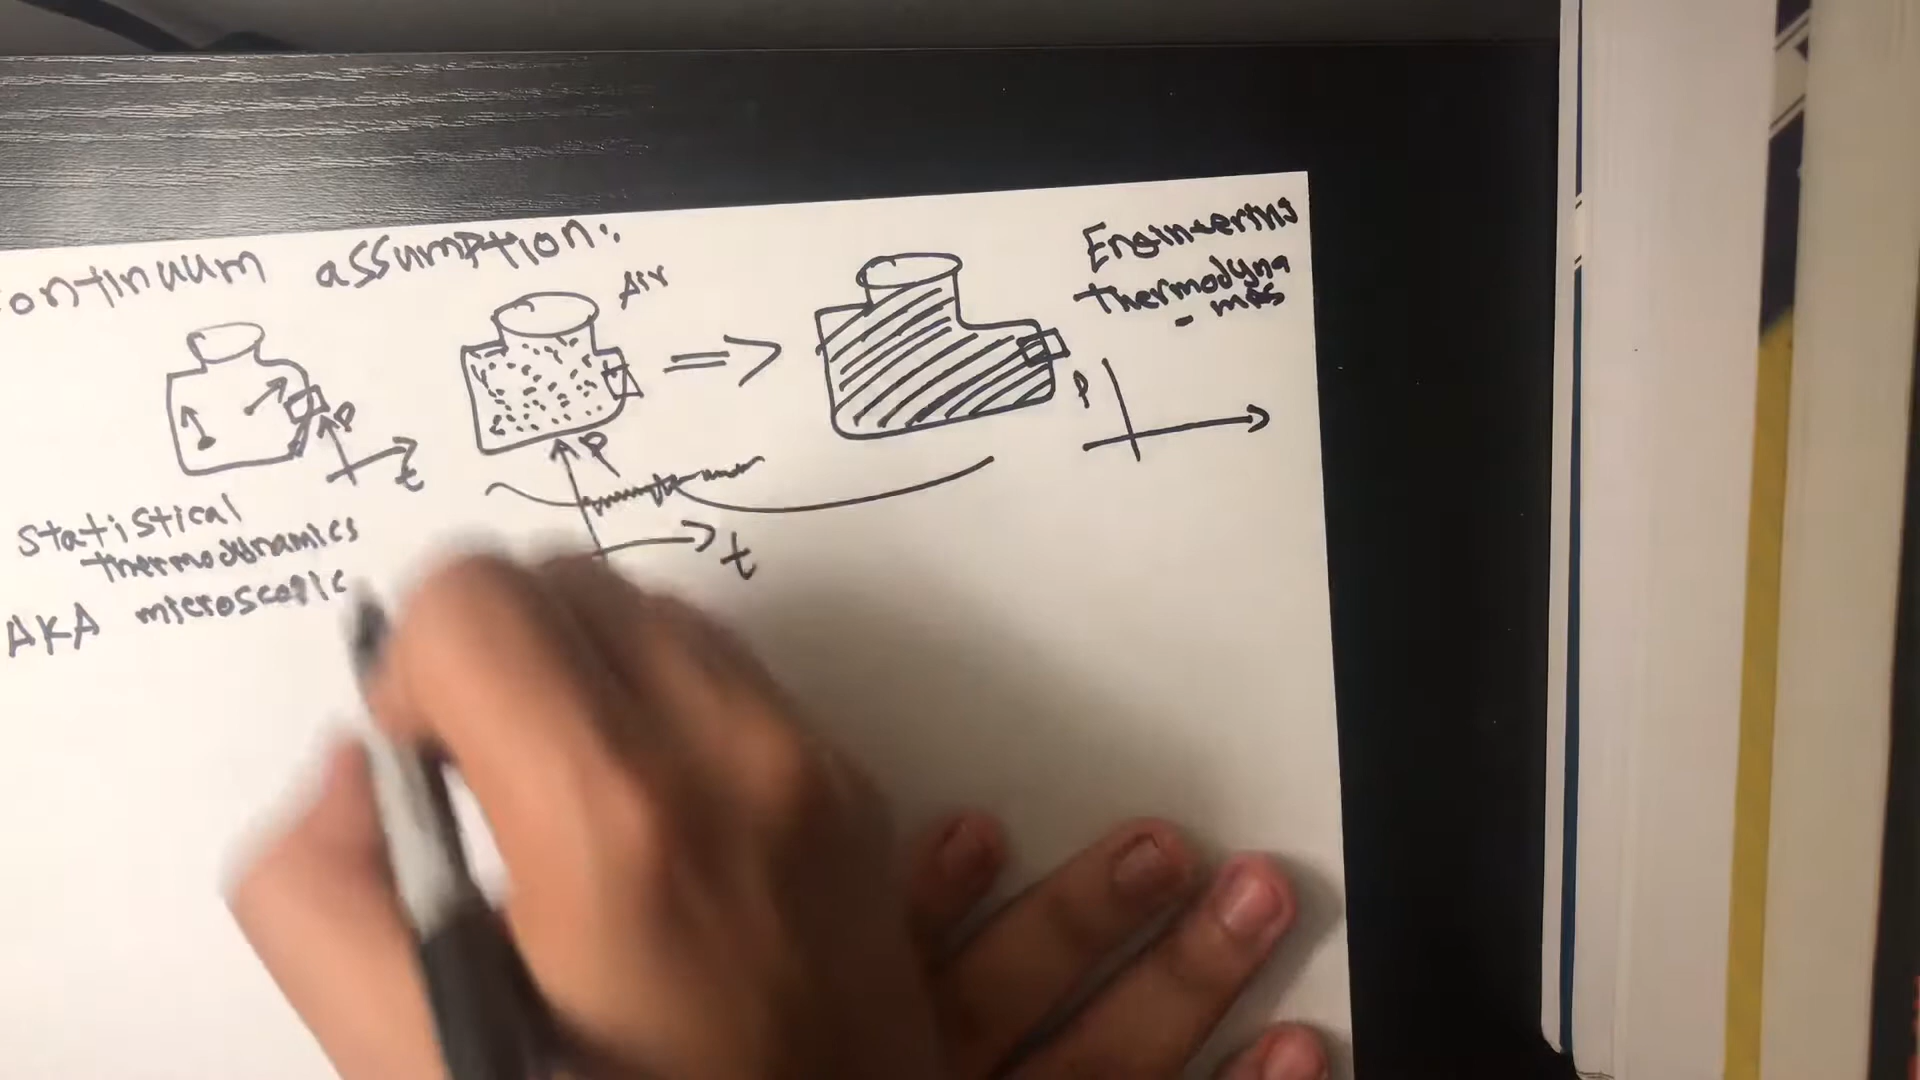 ontinuum assumption:
Air
Engineering
thermodyna
- mics
P
t
P
t
P
statistical
thermodynamics
AKA microscopic